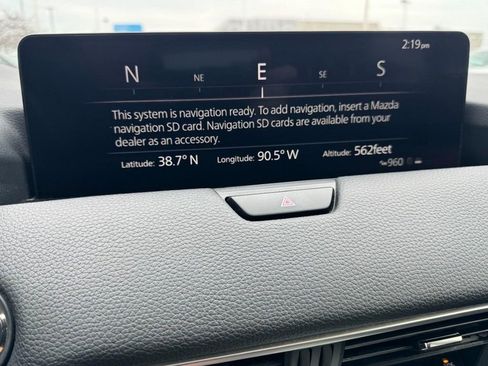 2:19pm
N NE E SE S
This system is navigation ready. To add navigation, insert a Mazda
navigation SD card. Navigation SD cards are available from your
dealer as an accessory.
Latitude: 38.7° N Longitude: 90.5° W Altitude: 562feet
960